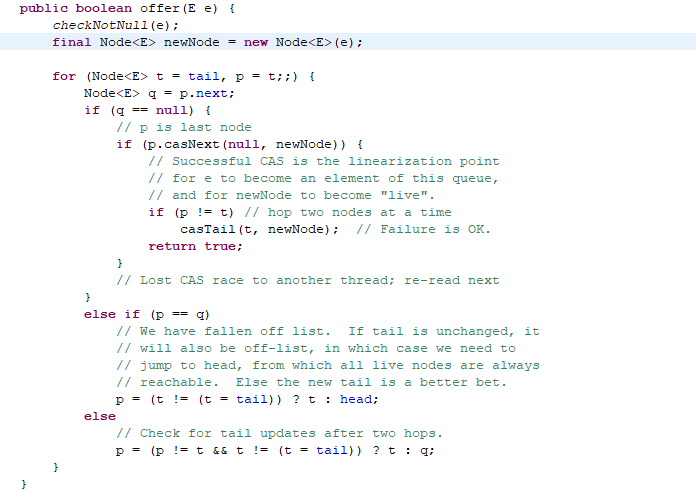 public boolean offer(E e) {
    checkNotNull(e);
    final Node<E> newNode = new Node<E>(e);

    for (Node<E> t = tail, p = t;;) {
        Node<E> q = p.next;
        if (q == null) {
            // p is last node
            if (p.casNext(null, newNode)) {
                // Successful CAS is the linearization point
                // for e to become an element of this queue,
                // and for newNode to become "live".
                if (p != t) // hop two nodes at a time
                    casTail(t, newNode);  // Failure is OK.
                return true;
            }
            // Lost CAS race to another thread; re-read next
        }
        else if (p == q)
            // We have fallen off list.  If tail is unchanged, it
            // will also be off-list, in which case we need to
            // jump to head, from which all live nodes are always
            // reachable.  Else the new tail is a better bet.
            p = (t != (t = tail)) ? t : head;
        else
            // Check for tail updates after two hops.
            p = (p != t && t != (t = tail)) ? t : q;
    }
}